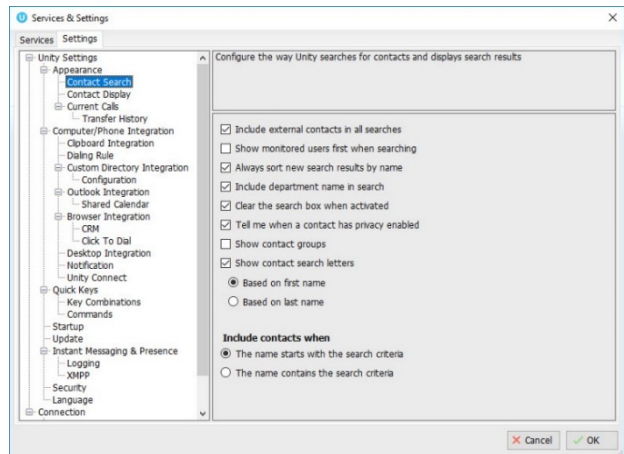 Services & Settings
Services Settings
Unity Settings
Appearance
Contact Search
Contact Display
Current Calls
Transfer History
Computer/Phone Integration
Clipboard Integration
Dialing Rule
Custom Directory Integration
Configuration
Outlook Integration
Shared Calendar
Browser Integration
CRM
Click To Dial
Desktop Integration
Notification
Unity Connect
Quick Keys
Key Combinations
Commands
Startup
Update
Instant Messaging & Presence
Logging
XMPP
Security
Language
Connection
Configure the way Unity searches for contacts and displays search results
Include external contacts in all searches
Show monitored users first when searching
Always sort new search results by name
Include department name in search
Clear the search box when activated
Tell me when a contact has privacy enabled
Show contact groups
Show contact search letters
Based on first name
Based on last name
Include contacts when
The name starts with the search criteria
The name contains the search criteria
Cancel OK